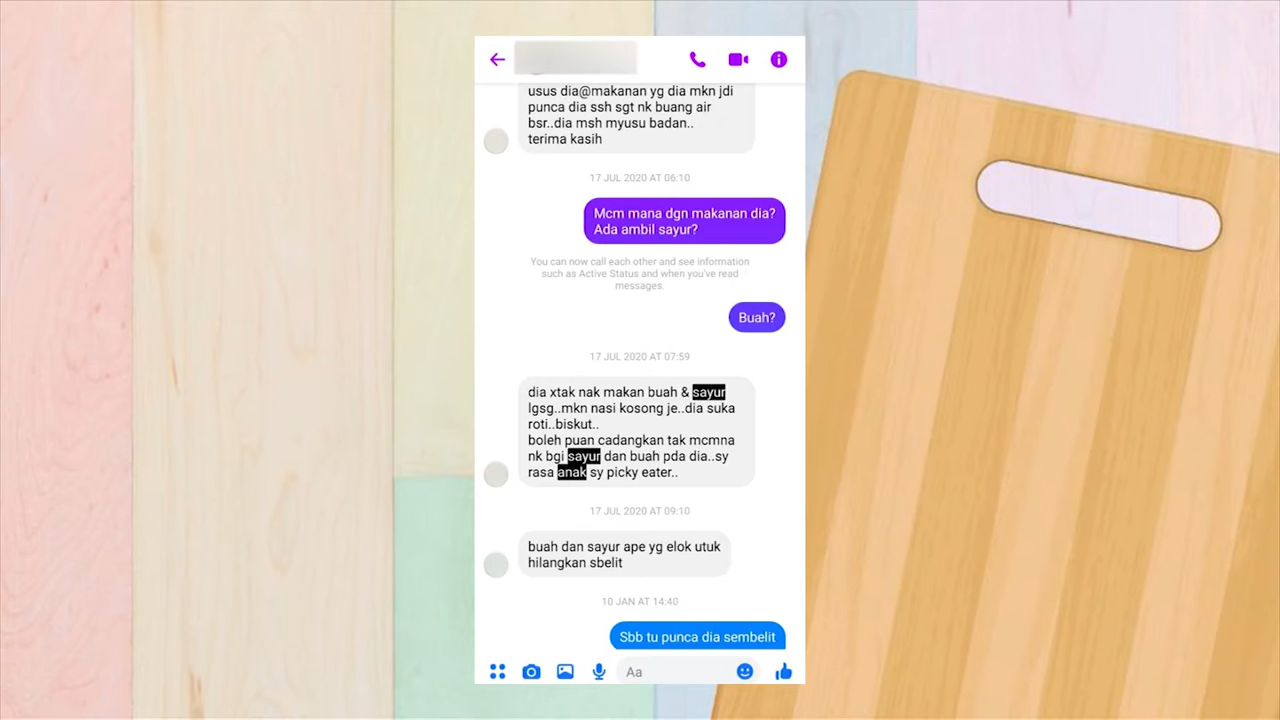 usus dia@makanan yg dia mkn jdi
punca dia ssh sgt nk buang air
bsr..dia msh myusu badan..
terima kasih
17 JUL 2020 AT 06:10
Mcm mana dgn makanan dia?
Ada ambil sayur?
You can now call each other and see information
such as Active Status and when you've read
messages.
Buah?
17 JUL 2020 AT 07:59
dia xtak nak makan buah & sayur
lgsg..mkn nasi kosong je..dia suka
roti..biskut..
boleh puan cadangkan tak mcmna
nk bgi sayur dan buah pda dia..sy
rasa anak sy picky eater..
17 JUL 2020 AT 09:10
buah dan sayur ape yg elok utuk
hilangkan sbelit
10 JAN AT 14:40
Sbb tu punca dia sembelit
Aa